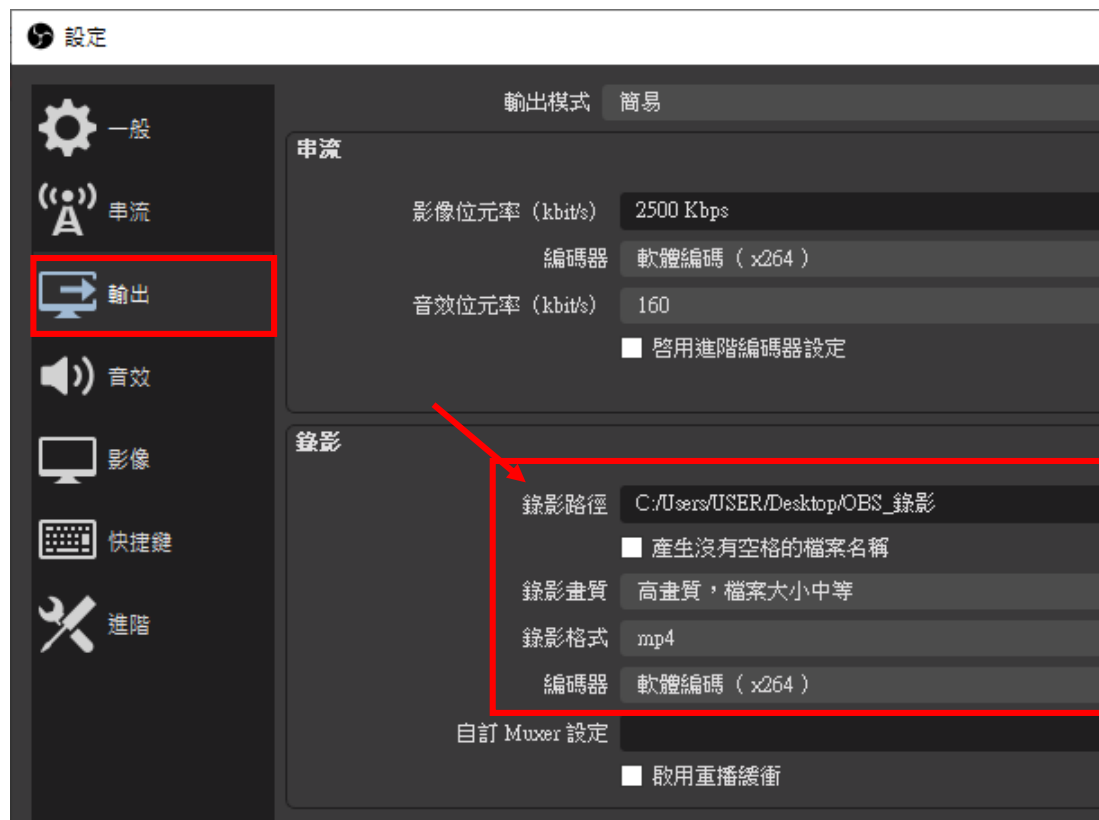 設定
一般
串流
輸出
音效
影像
快捷鍵
進階
輸出模式 簡易
串流
影像位元率（kbit/s） 2500 Kbps
編碼器 軟體編碼（x264）
音效位元率（kbit/s） 160
啓用進階編碼器設定
錄影
錄影路徑 C:/Users/USER/Desktop/OBS_錄影
產生沒有空格的檔案名稱
錄影畫質 高畫質，檔案大小中等
錄影格式 mp4
編碼器 軟體編碼（x264）
自訂 Muxer 設定
啟用重播緩衝